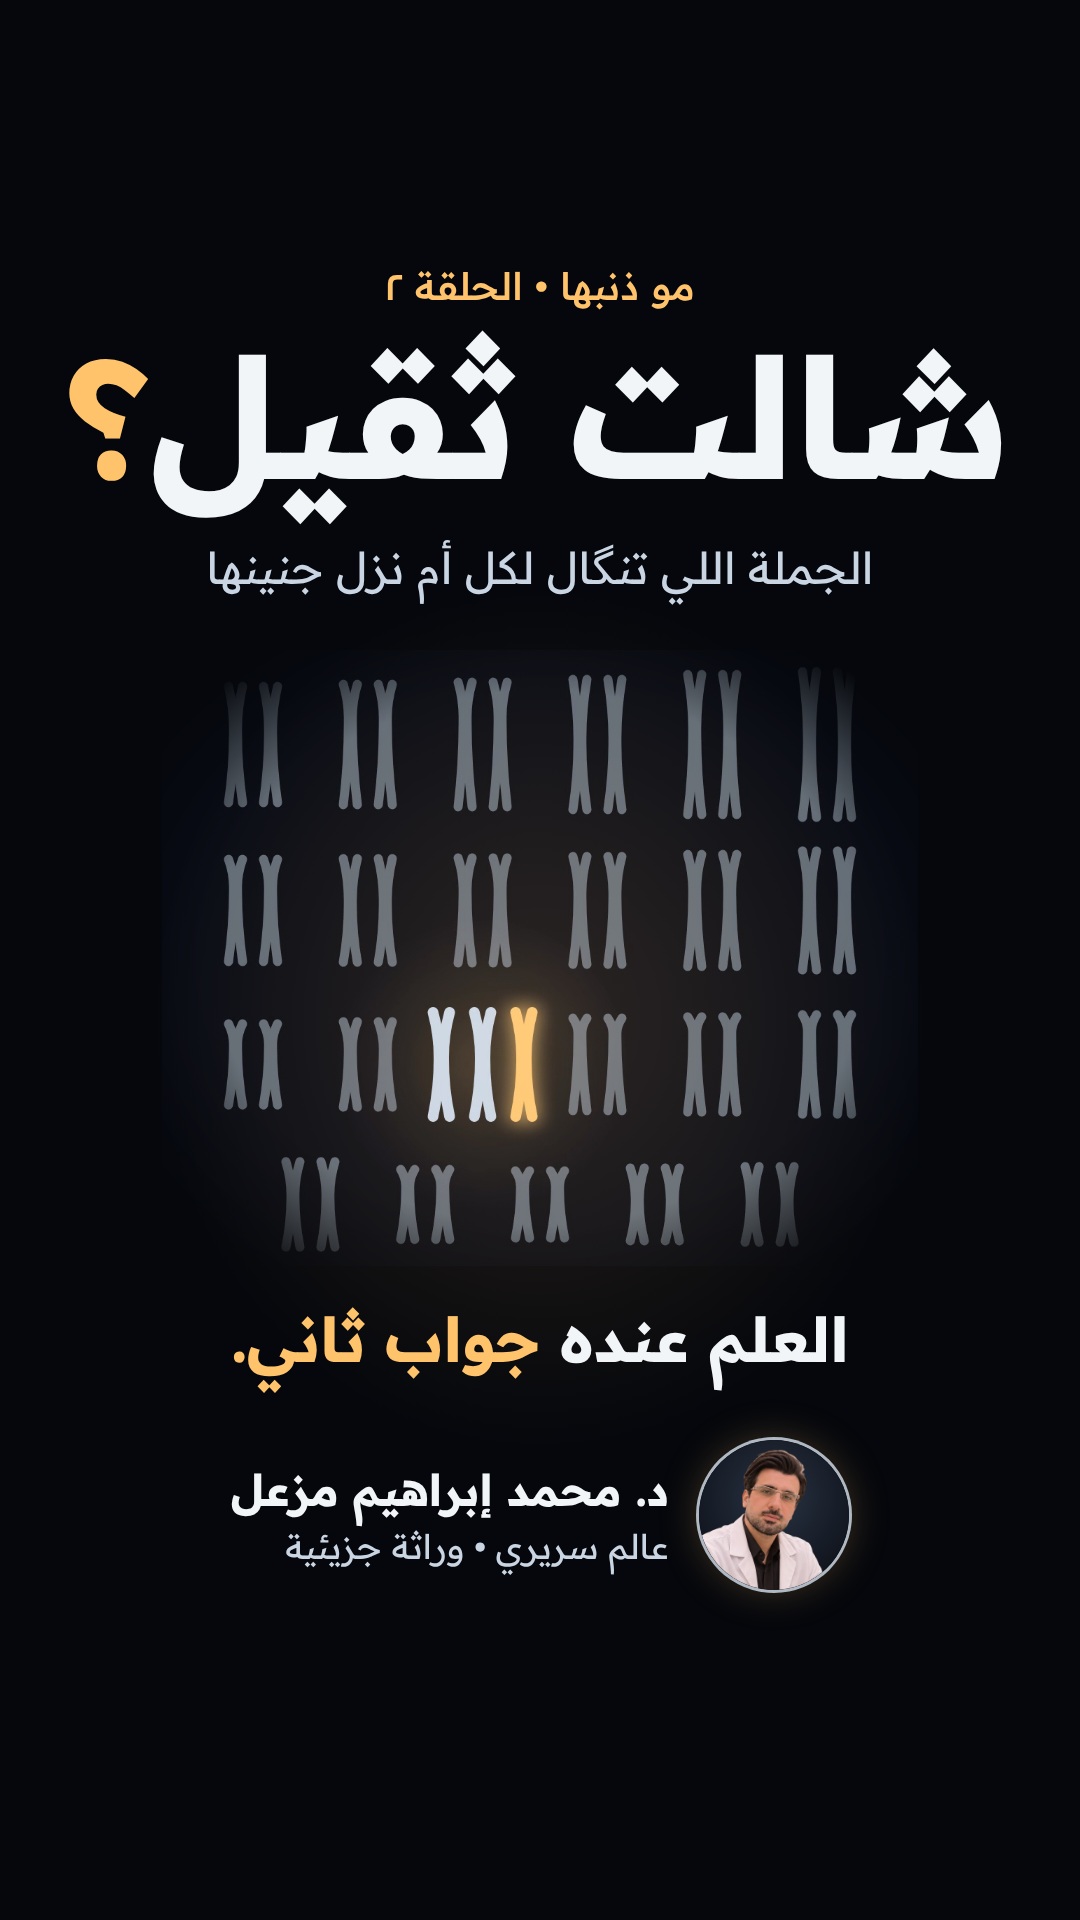 مو ذنبها • الحلقة ٢
شالت ثقيل؟
الجملة اللي تنگال لكل أم نزل جنينها
العلم عنده جواب ثاني.
د. محمد إبراهيم مزعل
عالم سريري • وراثة جزيئية